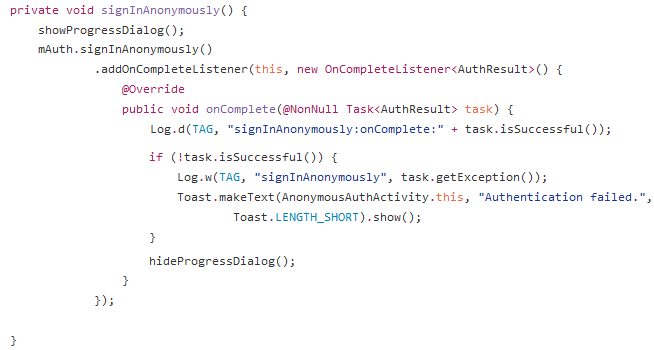 private void signInAnonymously() {
    showProgressDialog();
    mAuth.signInAnonymously()
            .addOnCompleteListener(this, new OnCompleteListener<AuthResult>() {
                @Override
                public void onComplete(@NonNull Task<AuthResult> task) {
                    Log.d(TAG, "signInAnonymously:onComplete:" + task.isSuccessful());
                    if (!task.isSuccessful()) {
                        Log.w(TAG, "signInAnonymously", task.getException());
                        Toast.makeText(AnonymousAuthActivity.this, "Authentication failed.",
                                Toast.LENGTH_SHORT).show();
                    }
                    hideProgressDialog();
                }
            });
}